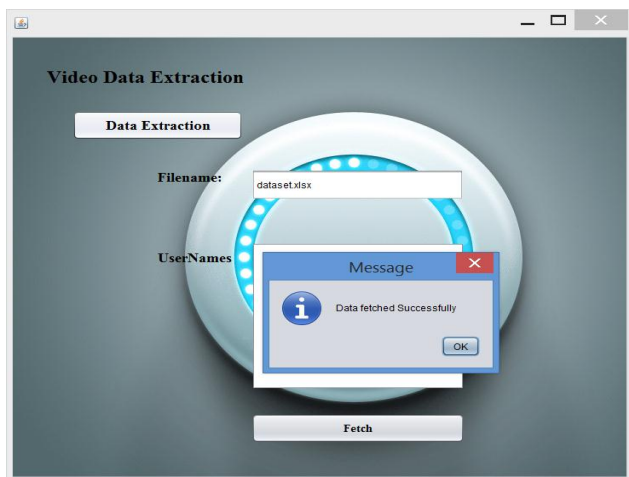 Video Data Extraction
Data Extraction
Filename:
dataset.xlsx
UserNames
Message
Data fetched Successfully
OK
Fetch